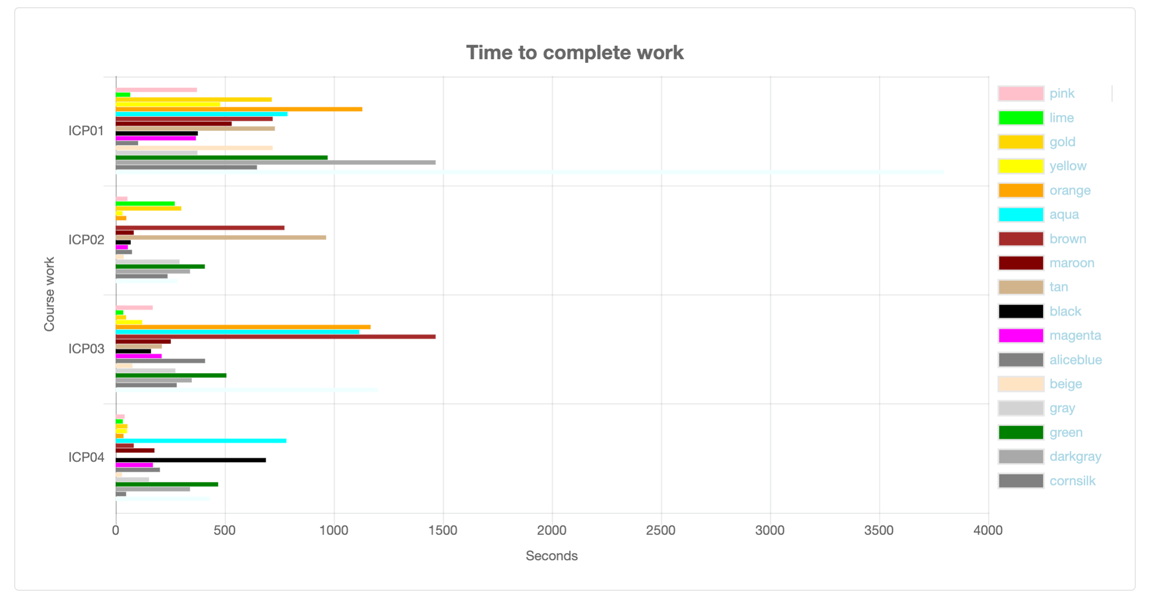 Time to complete work
ICP01
ICP02
ICP03
ICP04
Course work
0 500 1000 1500 2000 2500 3000 3500 4000
Seconds
pink
lime
gold
yellow
orange
aqua
brown
maroon
tan
black
magenta
aliceblue
beige
gray
green
darkgray
cornsilk